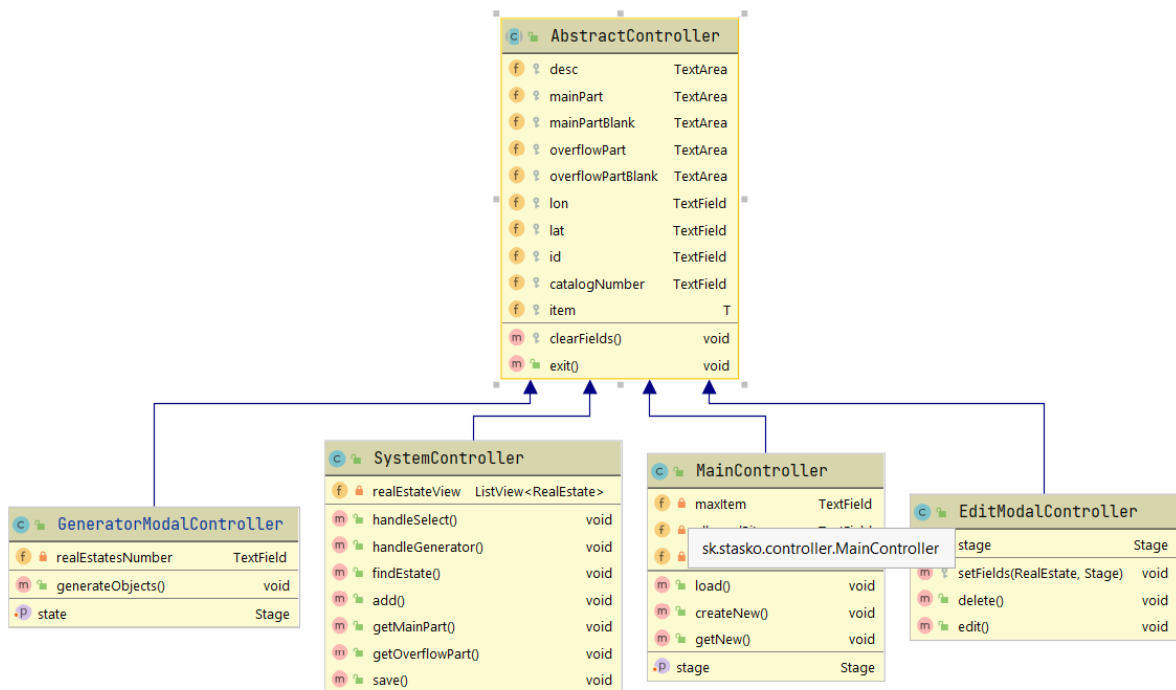 AbstractController
desc TextArea
mainPart TextArea
mainPartBlank TextArea
overflowPart TextArea
overflowPartBlank TextArea
lon TextField
lat TextField
id TextField
catalogNumber TextField
item T
clearFields() void
exit() void
GeneratorModalController
realEstatesNumber TextField
generateObjects() void
state Stage
SystemController
realEstateView ListView<RealEstate>
handleSelect() void
handleGenerator() void
findEstate() void
add() void
getMainPart() void
getOverflowPart() void
save() void
MainController
maxItem TextField
sk.stasko.controller.MainController
load() void
createNew() void
getNew() void
stage Stage
EditModalController
stage Stage
setFields(RealEstate, Stage) void
delete() void
edit() void